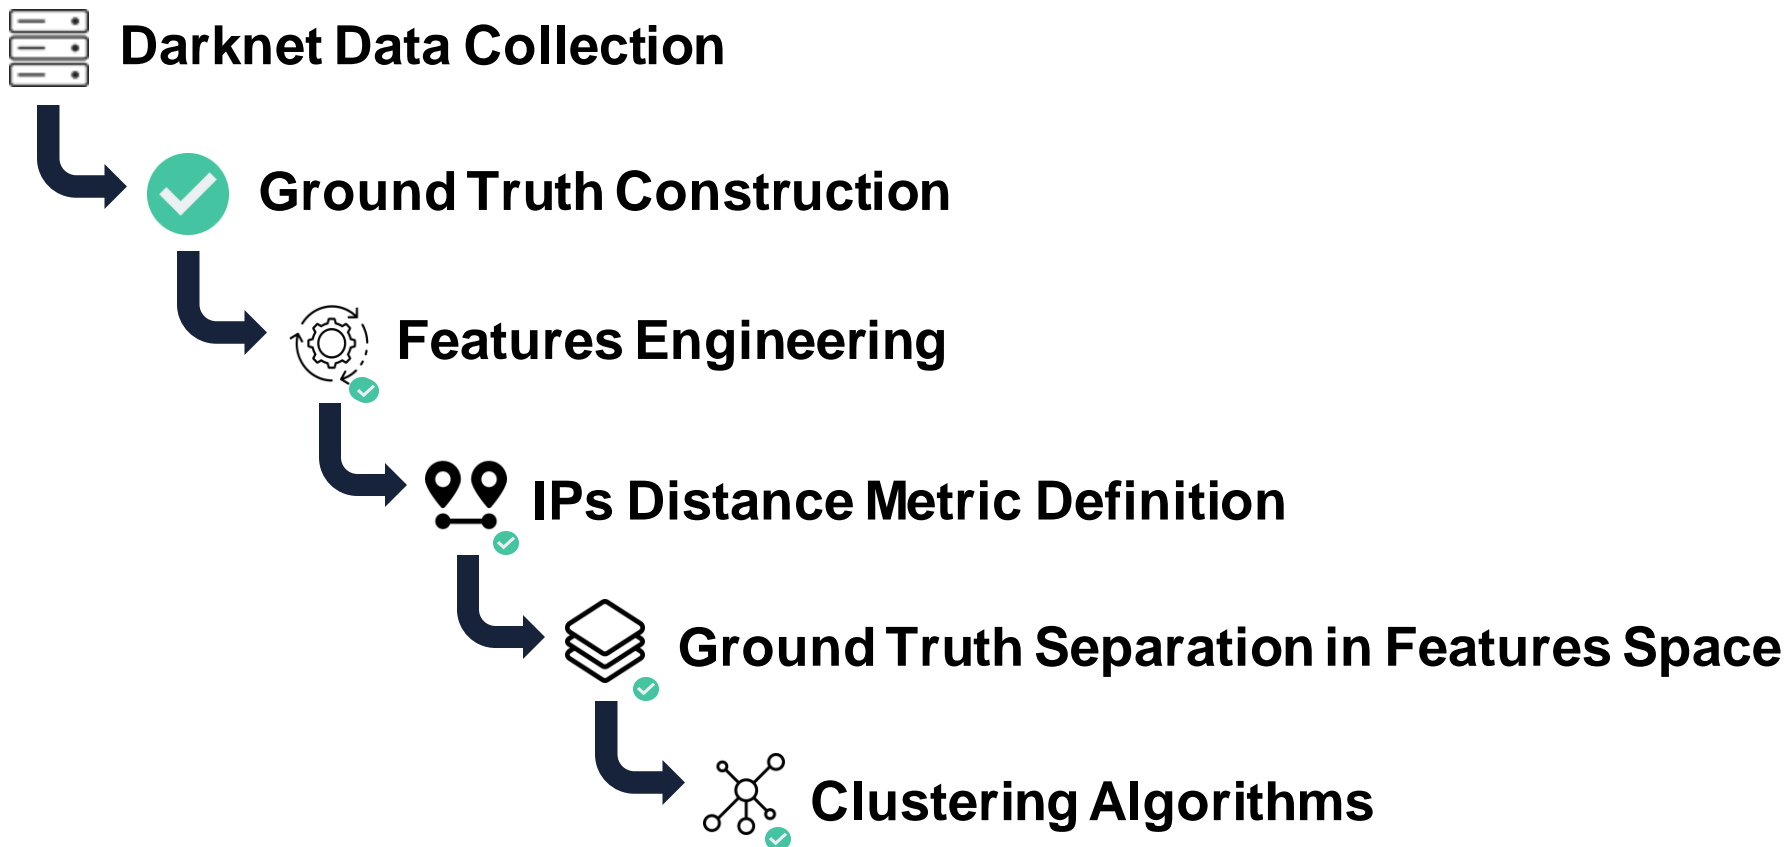 Darknet Data Collection
Ground Truth Construction
Features Engineering
IPs Distance Metric Definition
Ground Truth Separation in Features Space
Clustering Algorithms